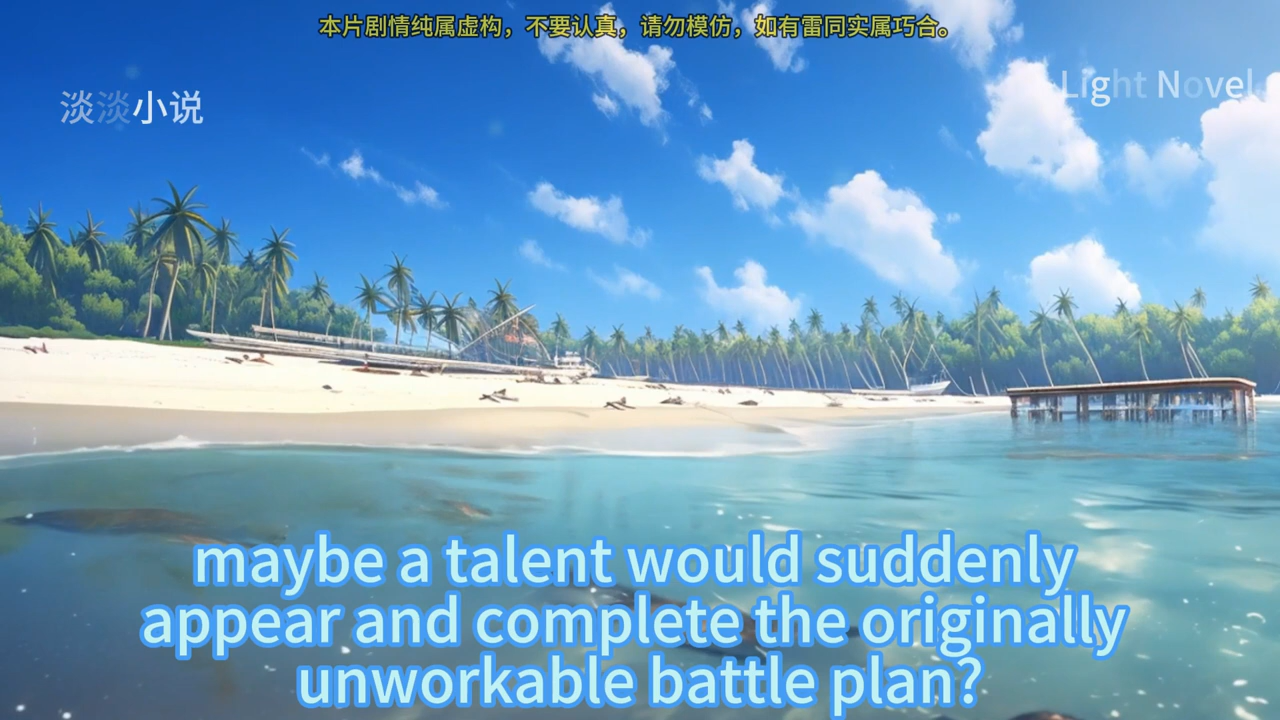 本片剧情纯属虚构，不要认真，请勿模仿，如有雷同实属巧合。
淡淡小说
Light Novel
maybe a talent would suddenly
appear and complete the originally
unworkable battle plan?